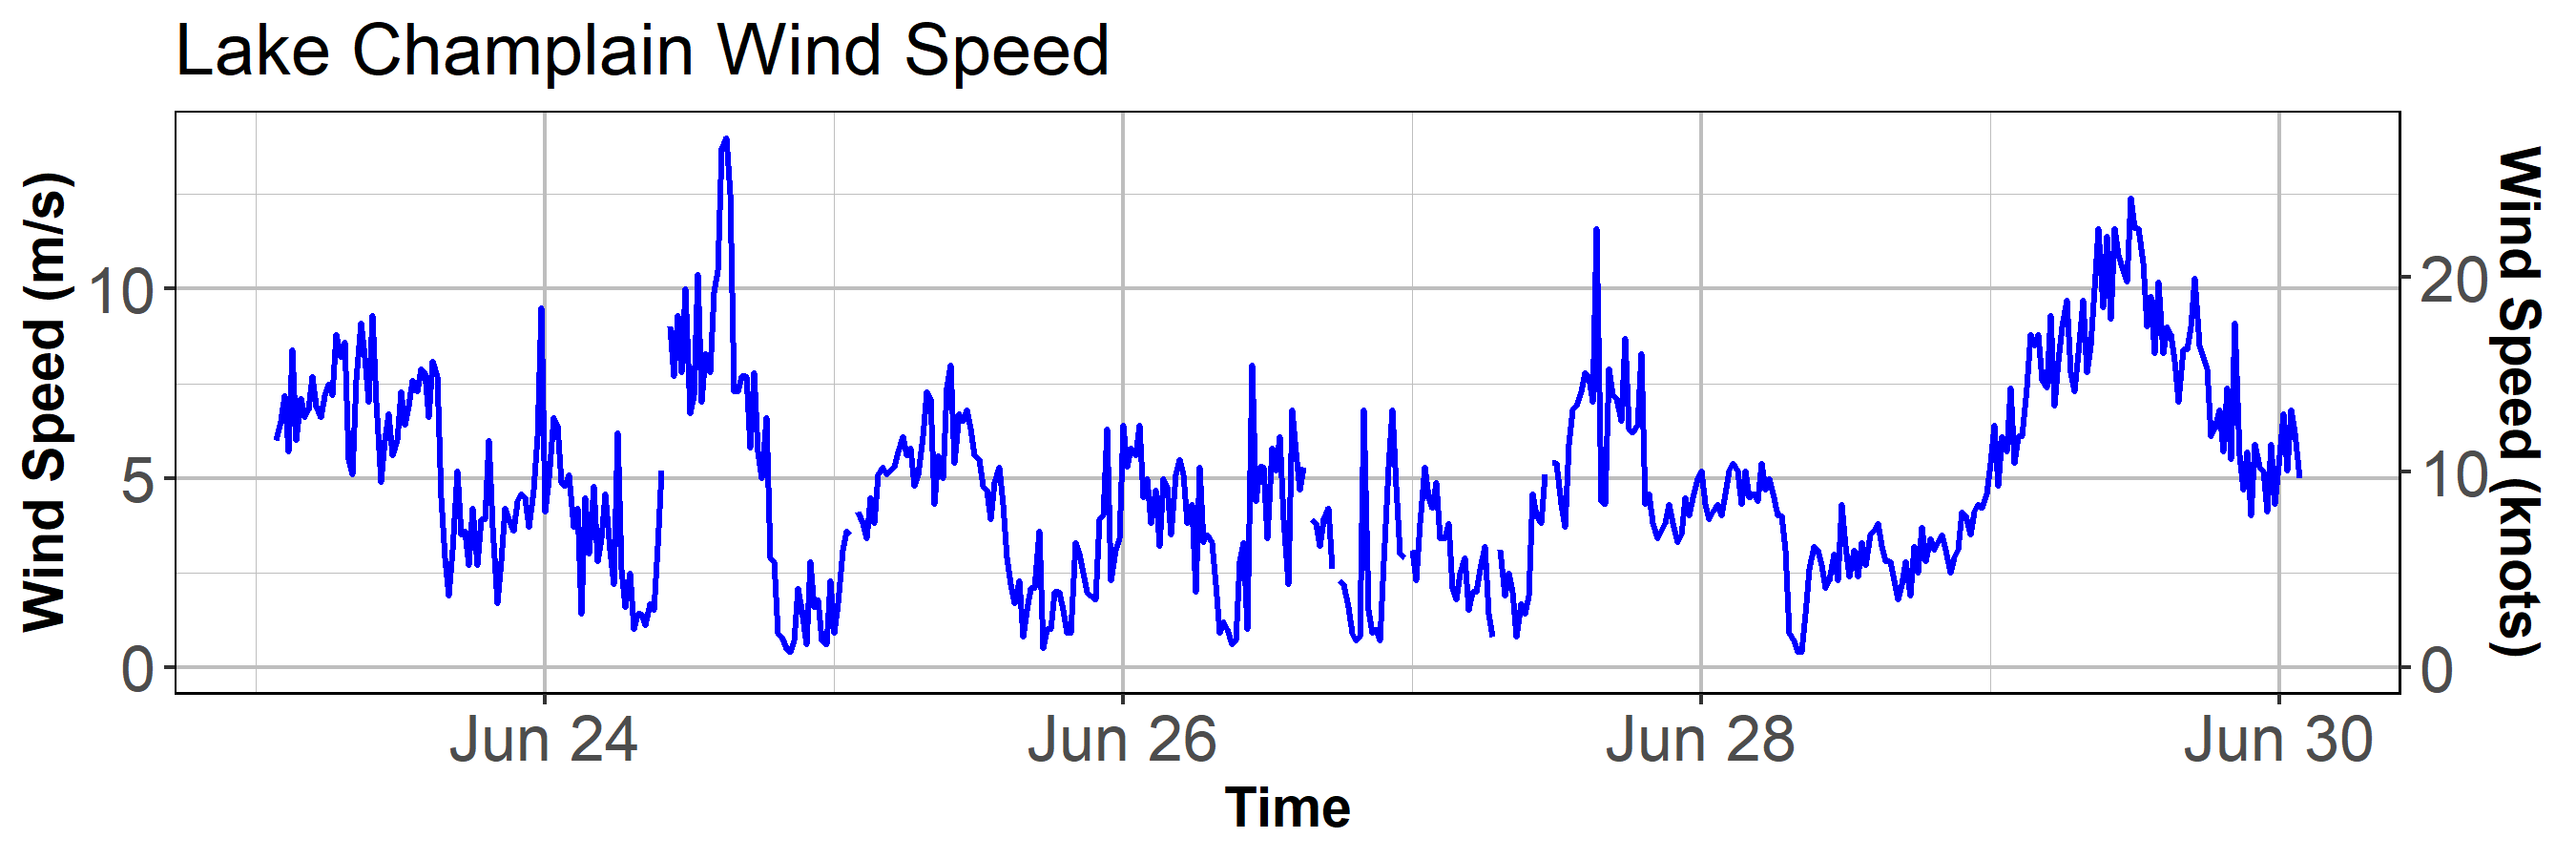 Lake Champlain Wind Speed
Wind Speed (m/s)
10
5
0
20
10
0
Wind Speed (knots)
Jun 24
Jun 26
Jun 28
Jun 30
Time